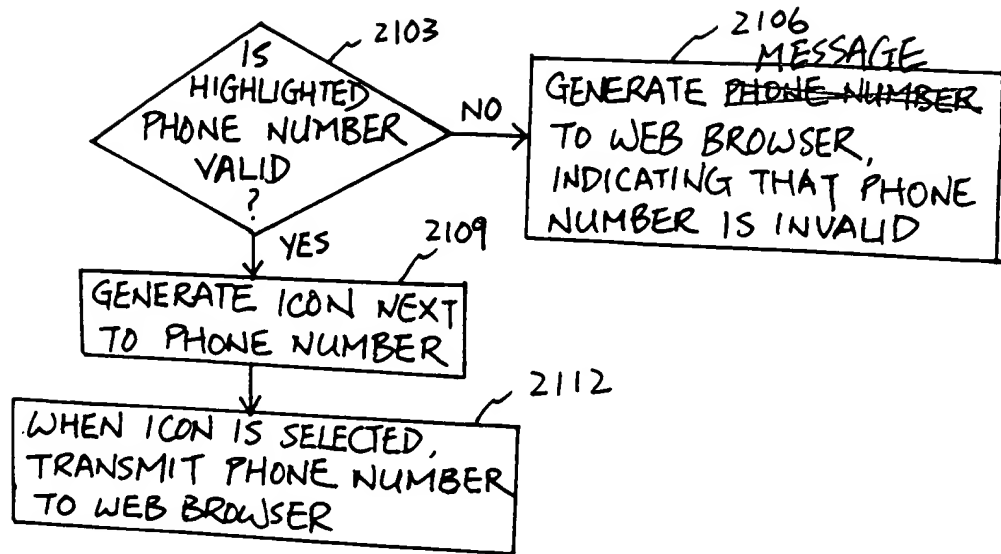 2103
IS
HIGHLIGHTED
PHONE NUMBER
VALID
?
NO
YES
2106
MESSAGE
GENERATE PHONE NUMBER
TO WEB BROWSER,
INDICATING THAT PHONE
NUMBER IS INVALID
2109
GENERATE ICON NEXT
TO PHONE NUMBER
2112
WHEN ICON IS SELECTED,
TRANSMIT PHONE NUMBER
TO WEB BROWSER